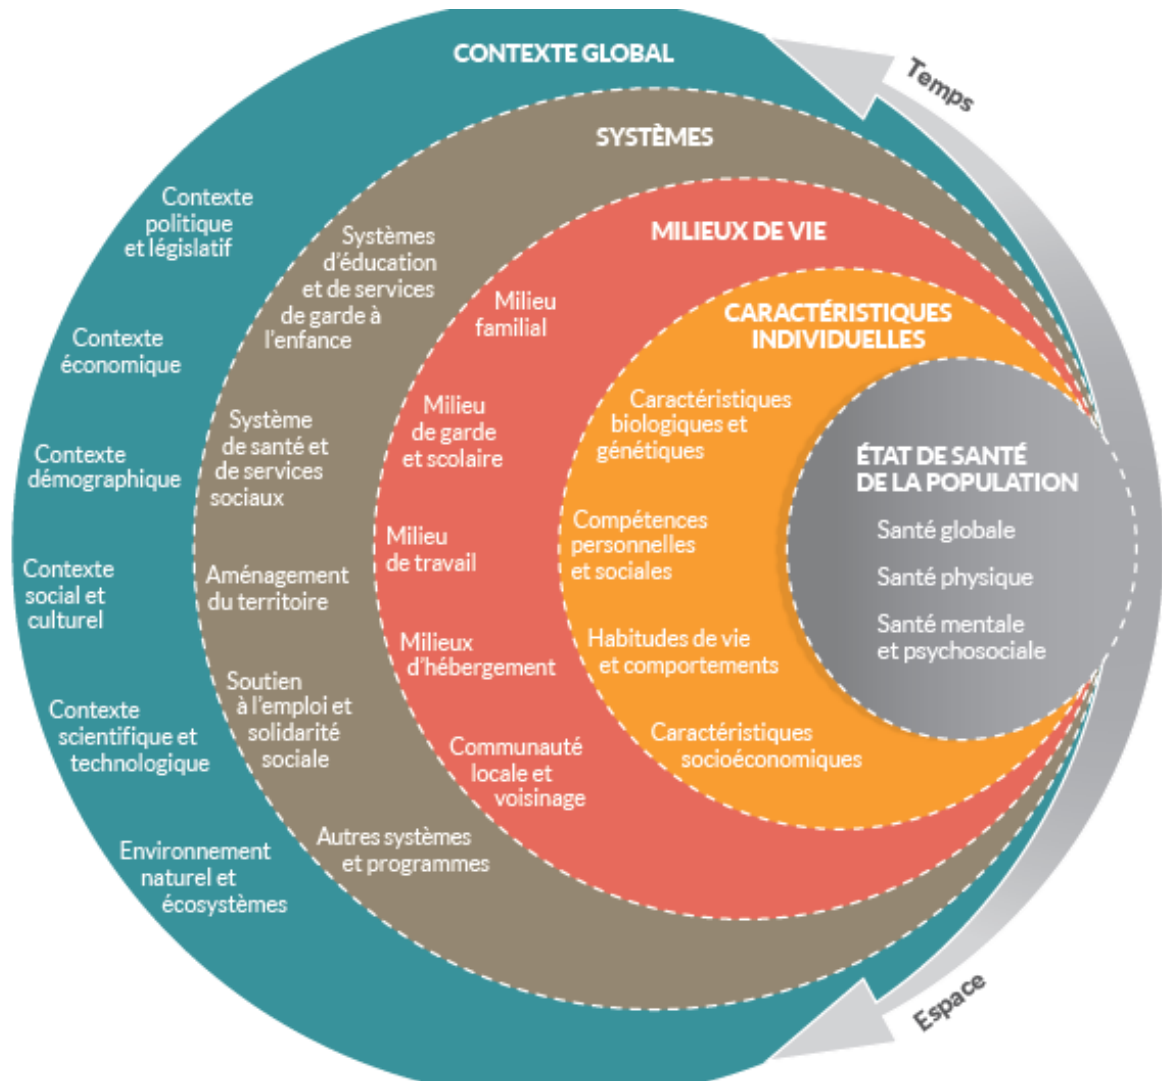 CONTEXTE GLOBAL
Temps
SYSTÈMES
Contexte
politique
et législatif
Contexte
économique
Contexte
démographique
Contexte
social et
culturel
Contexte
scientifique et
technologique
Environnement
naturel et
écosystèmes
Systèmes
d'éducation
et de services
de garde à
l'enfance
Système
de santé et
de services
sociaux
Aménagement
du territoire
Soutien
à l'emploi et
solidarité
sociale
Autres systèmes
et programmes
MILIEUX DE VIE
Milieu
familial
Milieu
de garde
et scolaire
Milieu
de travail
Milieux
d'hébergement
Communauté
locale et
voisinage
CARACTÉRISTIQUES
INDIVIDUELLES
Caractéristiques
biologiques et
génétiques
Compétences
personnelles
et sociales
Habitudes de vie
et comportements
Caractéristiques
socioéconomiques
ÉTAT DE SANTÉ
DE LA POPULATION
Santé globale
Santé physique
Santé mentale
et psychosociale
Espace